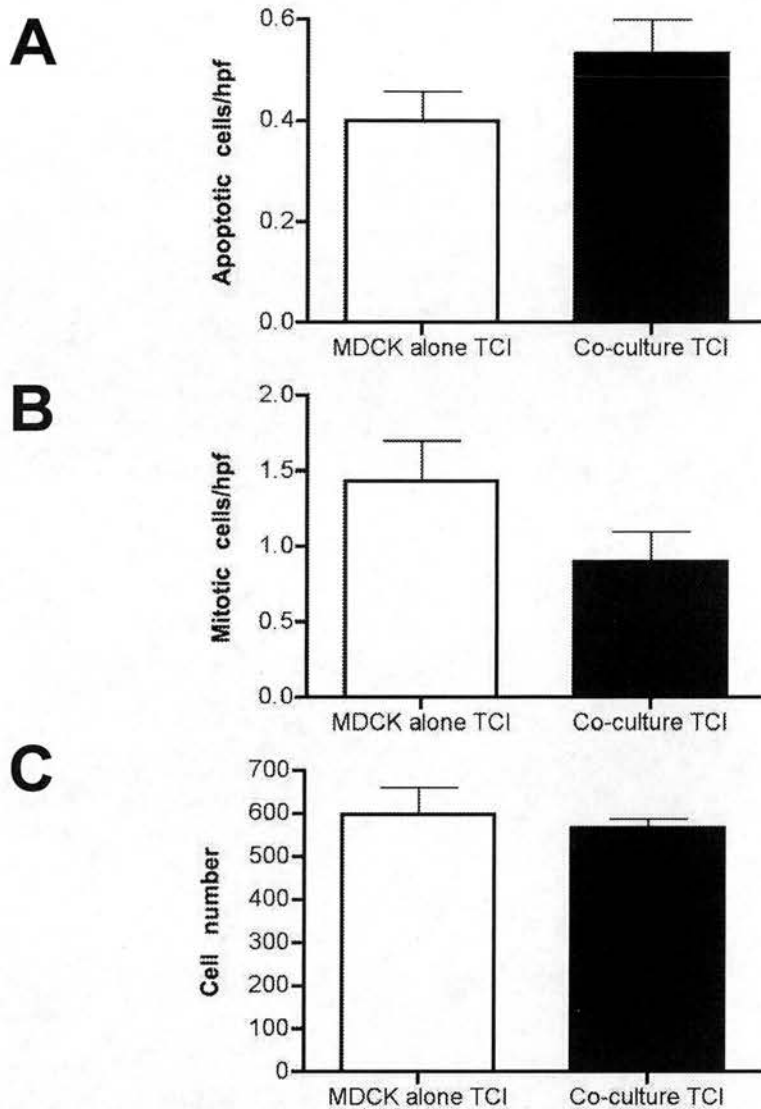 A
Apoptotic cells/hpf
0.6
0.4
0.2
0.0
MDCK alone TCI Co-culture TCI
B
Mitotic cells/hpf
2.0
1.5
1.0
0.5
0.0
MDCK alone TCI Co-culture TCI
C
Cell number
700
600
500
400
300
200
100
0
MDCK alone TCI Co-culture TCI